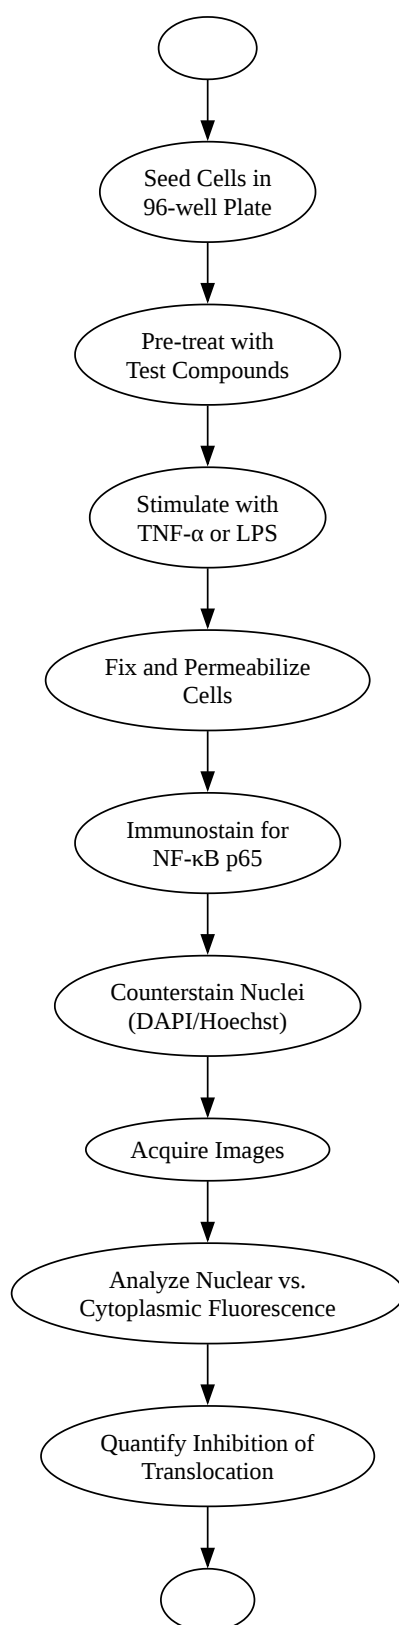 Seed Cells in
96-well Plate
Pre-treat with
Test Compounds
Stimulate with
TNF-α or LPS
Fix and Permeabilize
Cells
Immunostain for
NF-κB p65
Counterstain Nuclei
(DAPI/Hoechst)
Acquire Images
Analyze Nuclear vs.
Cytoplasmic Fluorescence
Quantify Inhibition of
Translocation